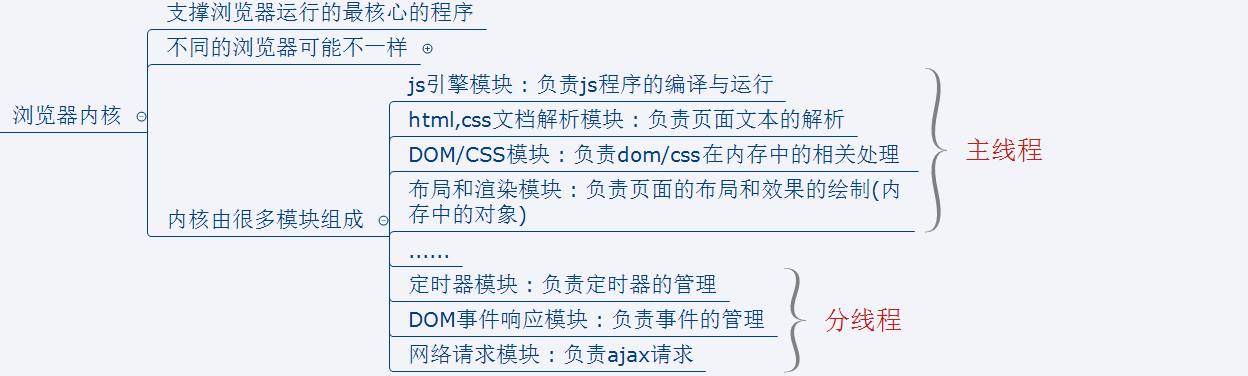 支撑浏览器运行的最核心的程序
不同的浏览器可能不一样
浏览器内核
js引擎模块：负责js程序的编译与运行
html,css文档解析模块：负责页面文本的解析
DOM/CSS模块：负责dom/css在内存中的相关处理
主线程
布局和渲染模块：负责页面的布局和效果的绘制(内
存中的对象)
内核由很多模块组成
......
定时器模块：负责定时器的管理
DOM事件响应模块：负责事件的管理
分线程
网络请求模块：负责ajax请求